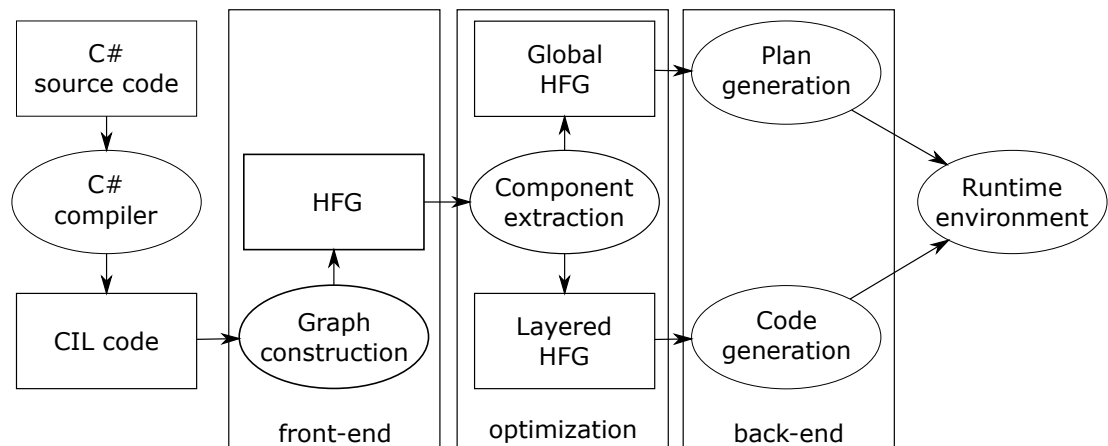 C#
source code
C#
compiler
CIL code
HFG
Graph
construction
front-end
Global
HFG
Component
extraction
Layered
HFG
optimization
Plan
generation
Code
generation
back-end
Runtime
environment